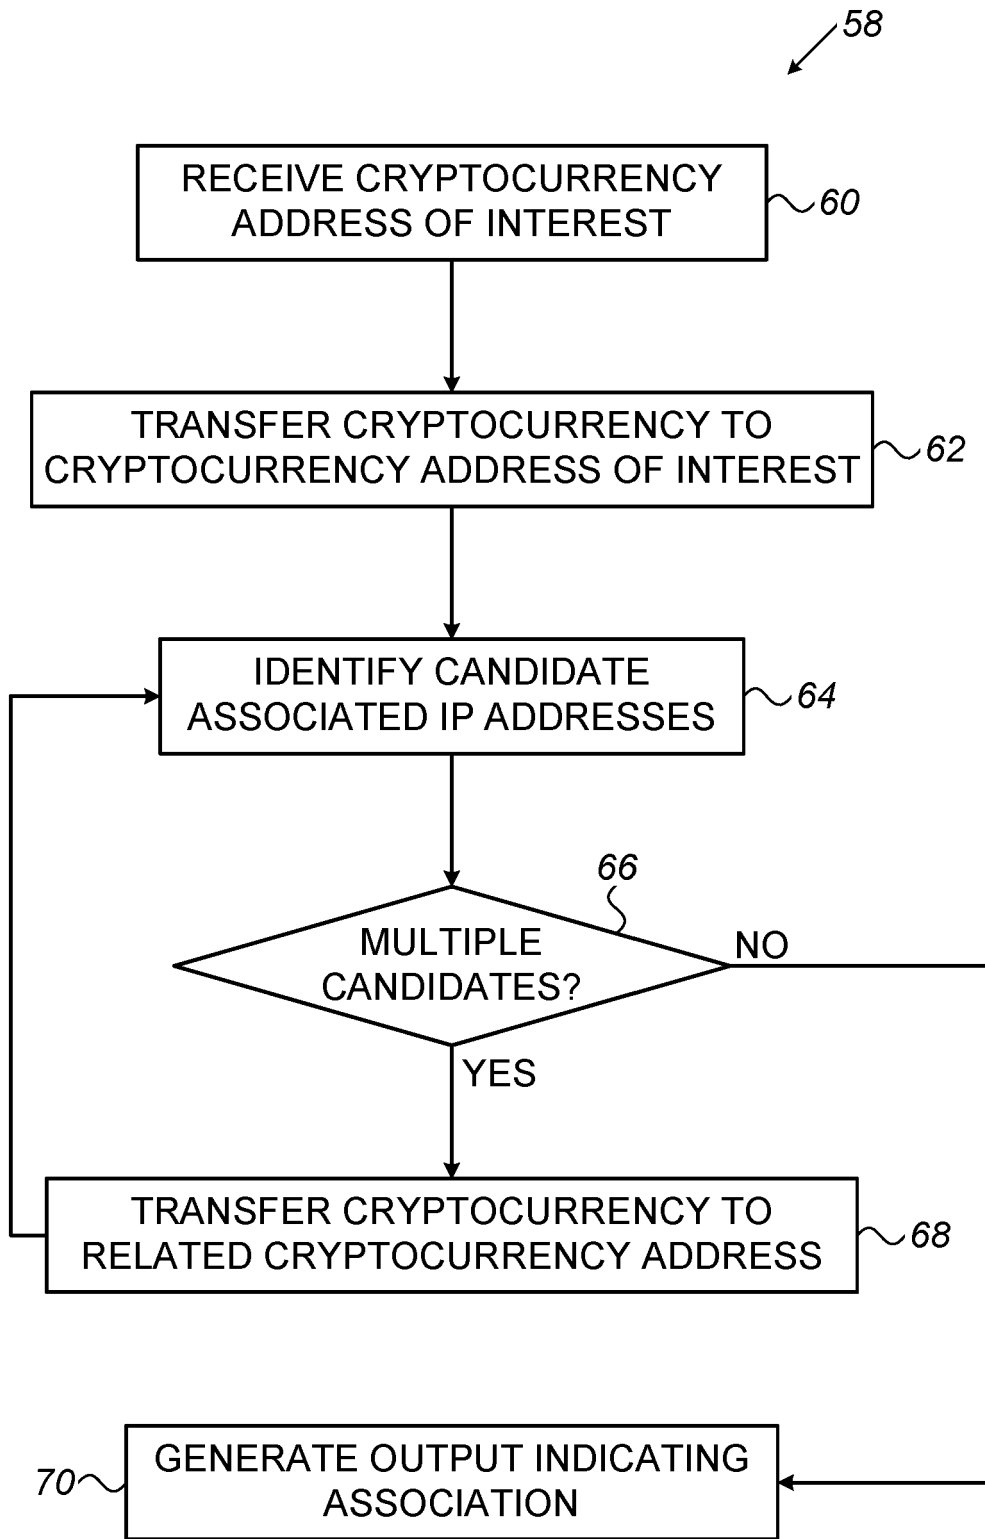 58
RECEIVE CRYPTOCURRENCY
ADDRESS OF INTEREST
60
TRANSFER CRYPTOCURRENCY TO
CRYPTOCURRENCY ADDRESS OF INTEREST
62
IDENTIFY CANDIDATE
ASSOCIATED IP ADDRESSES
64
66
MULTIPLE
CANDIDATES?
NO
YES
TRANSFER CRYPTOCURRENCY TO
RELATED CRYPTOCURRENCY ADDRESS
68
70
GENERATE OUTPUT INDICATING
ASSOCIATION